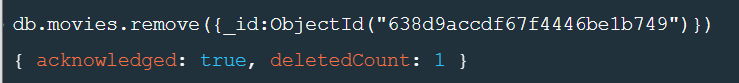 db.movies.remove({_id:ObjectId("638d9accdf67f4446be1b749")})
{ acknowledged: true, deletedCount: 1 }